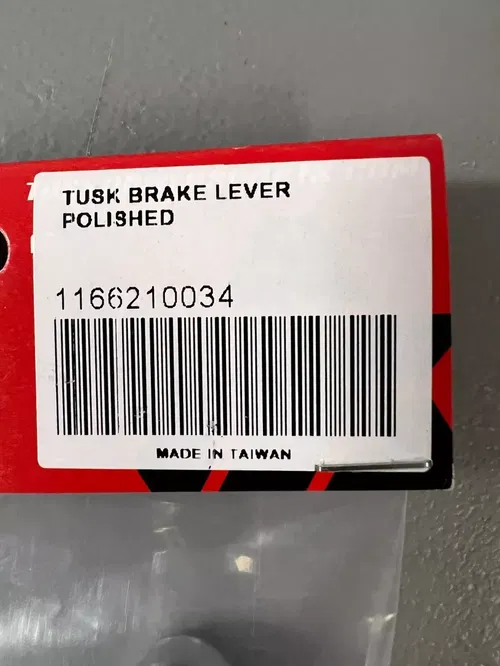 TUSK BRAKE LEVER
POLISHED
1166210034
MADE IN TAIWAN